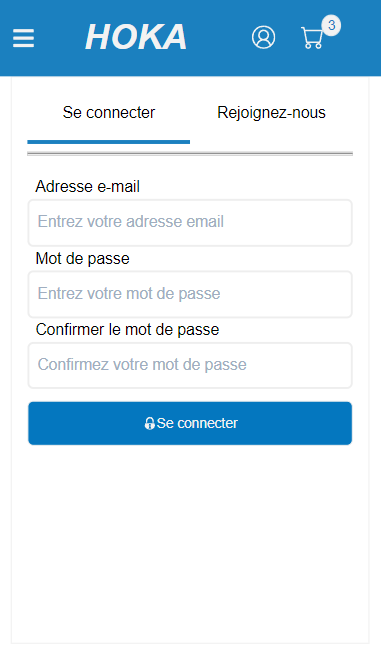 HOKA
3
Se connecter
Rejoignez-nous
Adresse e-mail
Entrez votre adresse email
Mot de passe
Entrez votre mot de passe
Confirmer le mot de passe
Confirmez votre mot de passe
Se connecter